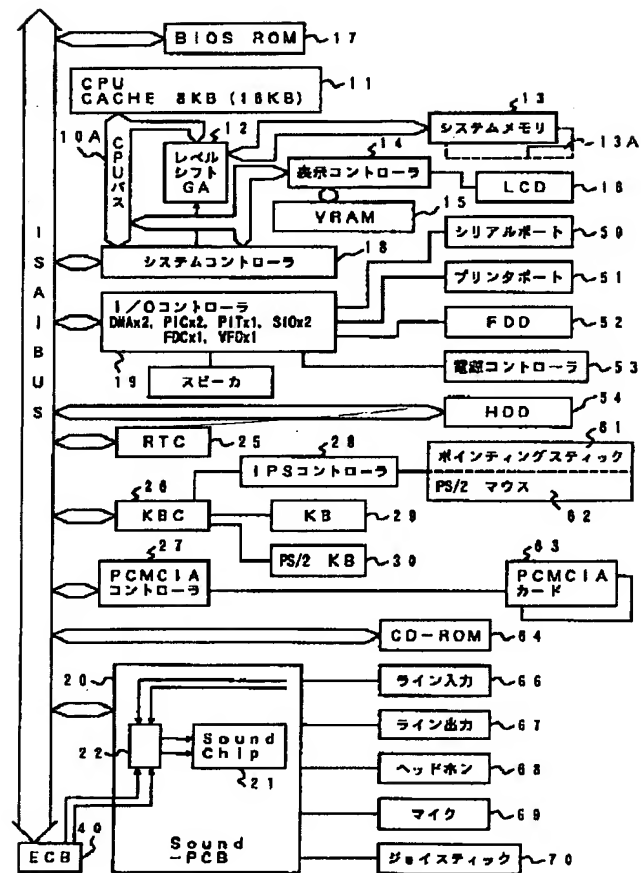 BIOS ROM
17
CPU
CACHE 8KB (16KB)
11
10A
CPUバス
12
レベル
シフト
GA
13
システムメモリ
13A
14
表示コントローラ
LCD
16
VRAM
15
シリアルポート
50
システムコントローラ
18
プリンタポート
51
I/Oコントローラ
DMAx2, PICx2, PITx1, SIOx2
FDCx1, VFOx1
FDD
52
19
スピーカ
電源コントローラ
53
HDD
54
ISAIBUS
RTC
25
28
IPSコントローラ
61
ポインティングスティック
PS/2 マウス
62
26
KBC
KB
29
PS/2 KB
30
27
PCMCIA
コントローラ
63
PCMCIA
カード
CD-ROM
64
20
ライン入力
66
22
Sound
Chip
21
ライン出力
67
ヘッドホン
68
マイク
69
40
ECB
Sound
-PCB
ジョイスティック
70